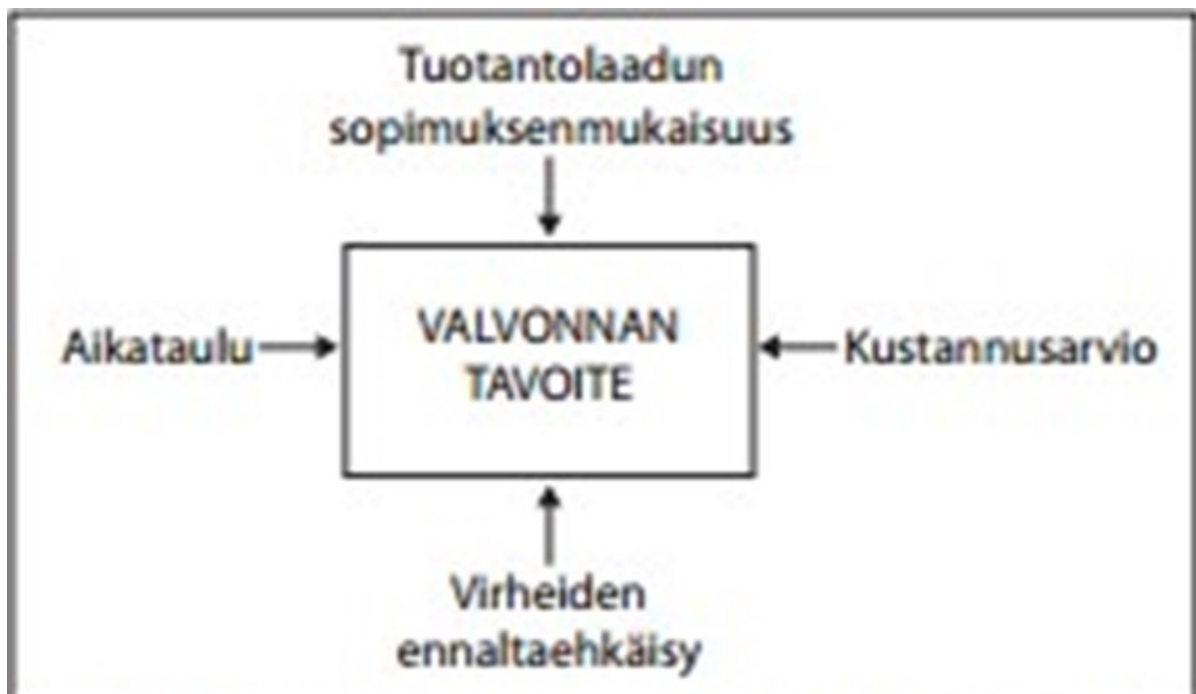 Tuotantolaadun
sopimuksenmukaisuus
Aikataulu
VALVONNAN
TAVOITE
Kustannusarvio
Virheiden
ennaltaehkäisy